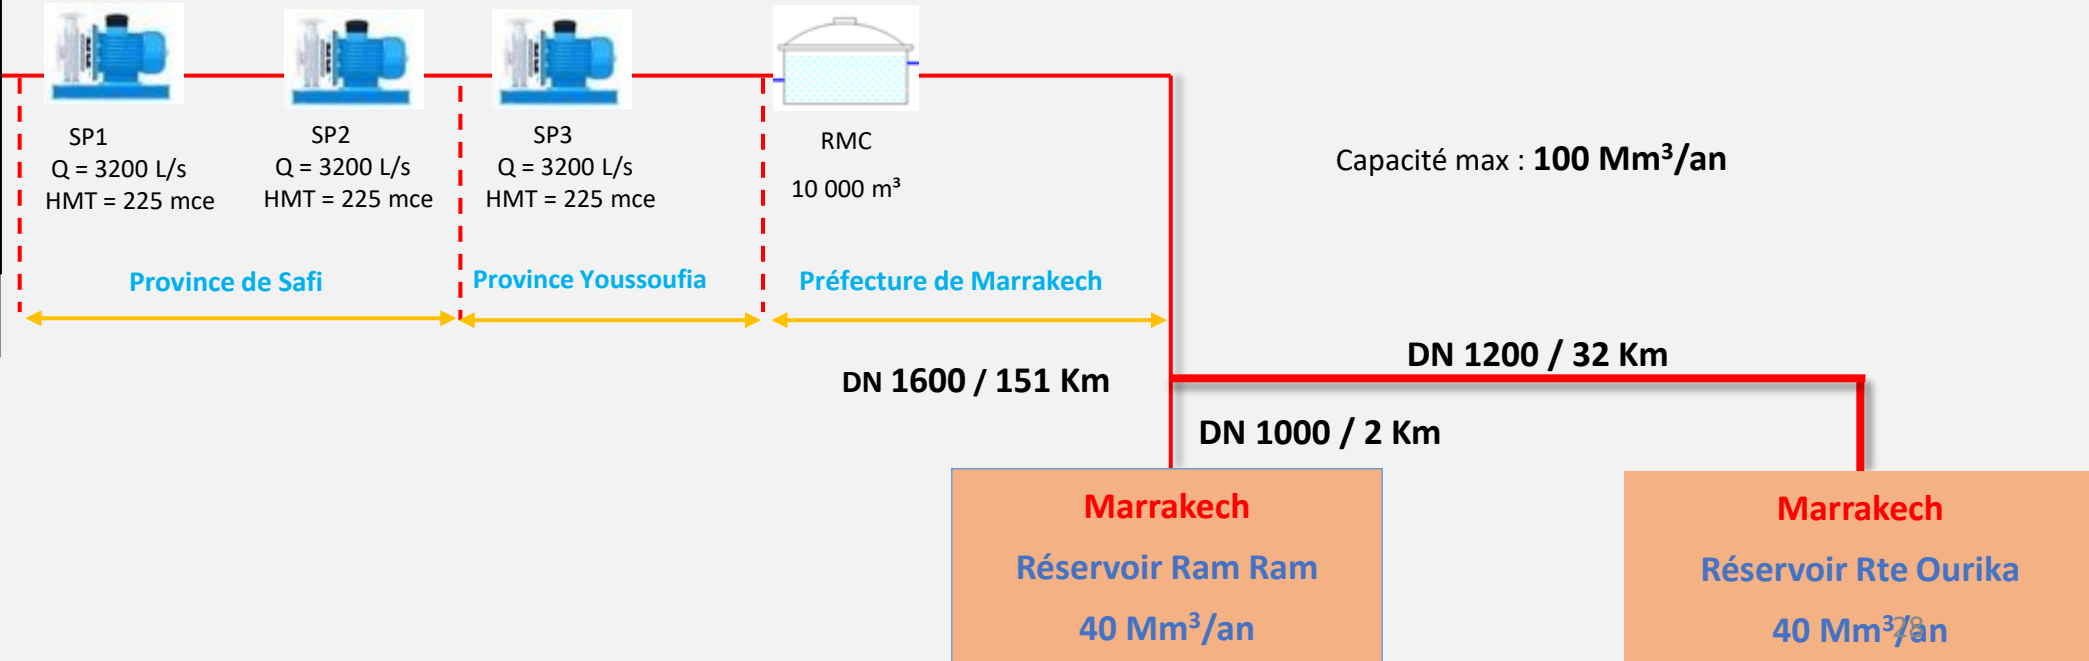 SP1
Q = 3200 L/s
HMT = 225 mce
SP2
Q = 3200 L/s
HMT = 225 mce
SP3
Q = 3200 L/s
HMT = 225 mce
RMC
10 000 m³
Capacité max : 100 Mm³/an
Province de Safi
Province Youssoufia
Préfecture de Marrakech
DN 1600 / 151 Km
DN 1200 / 32 Km
DN 1000 / 2 Km
Marrakech
Réservoir Ram Ram
40 Mm³/an
Marrakech
Réservoir Rte Ourika
40 Mm³/an
28